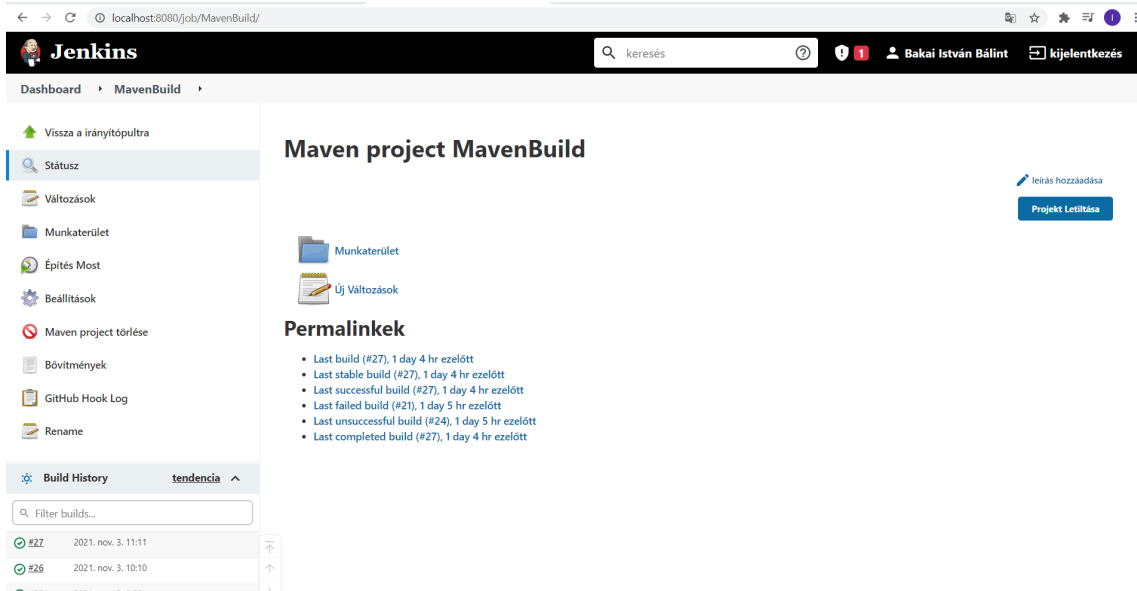 localhost:8080/job/MavenBuild/
Jenkins
keresés
1
Bakai István Bálint
kijelentkezés
Dashboard
MavenBuild
Vissza a irányítópultra
Státusz
Változások
Munkaterület
Építés Most
Beállítások
Maven project törlése
Bővítmények
GitHub Hook Log
Rename
Build History
tendencia
Filter builds...
#27 2021. nov. 3. 11:11
#26 2021. nov. 3. 10:10
Maven project MavenBuild
leírás hozzáadása
Projekt Letiltása
Munkaterület
Új Változások
Permalinkek
Last build (#27), 1 day 4 hr ezelőtt
Last stable build (#27), 1 day 4 hr ezelőtt
Last successful build (#27), 1 day 4 hr ezelőtt
Last failed build (#21), 1 day 5 hr ezelőtt
Last unsuccessful build (#24), 1 day 5 hr ezelőtt
Last completed build (#27), 1 day 4 hr ezelőtt